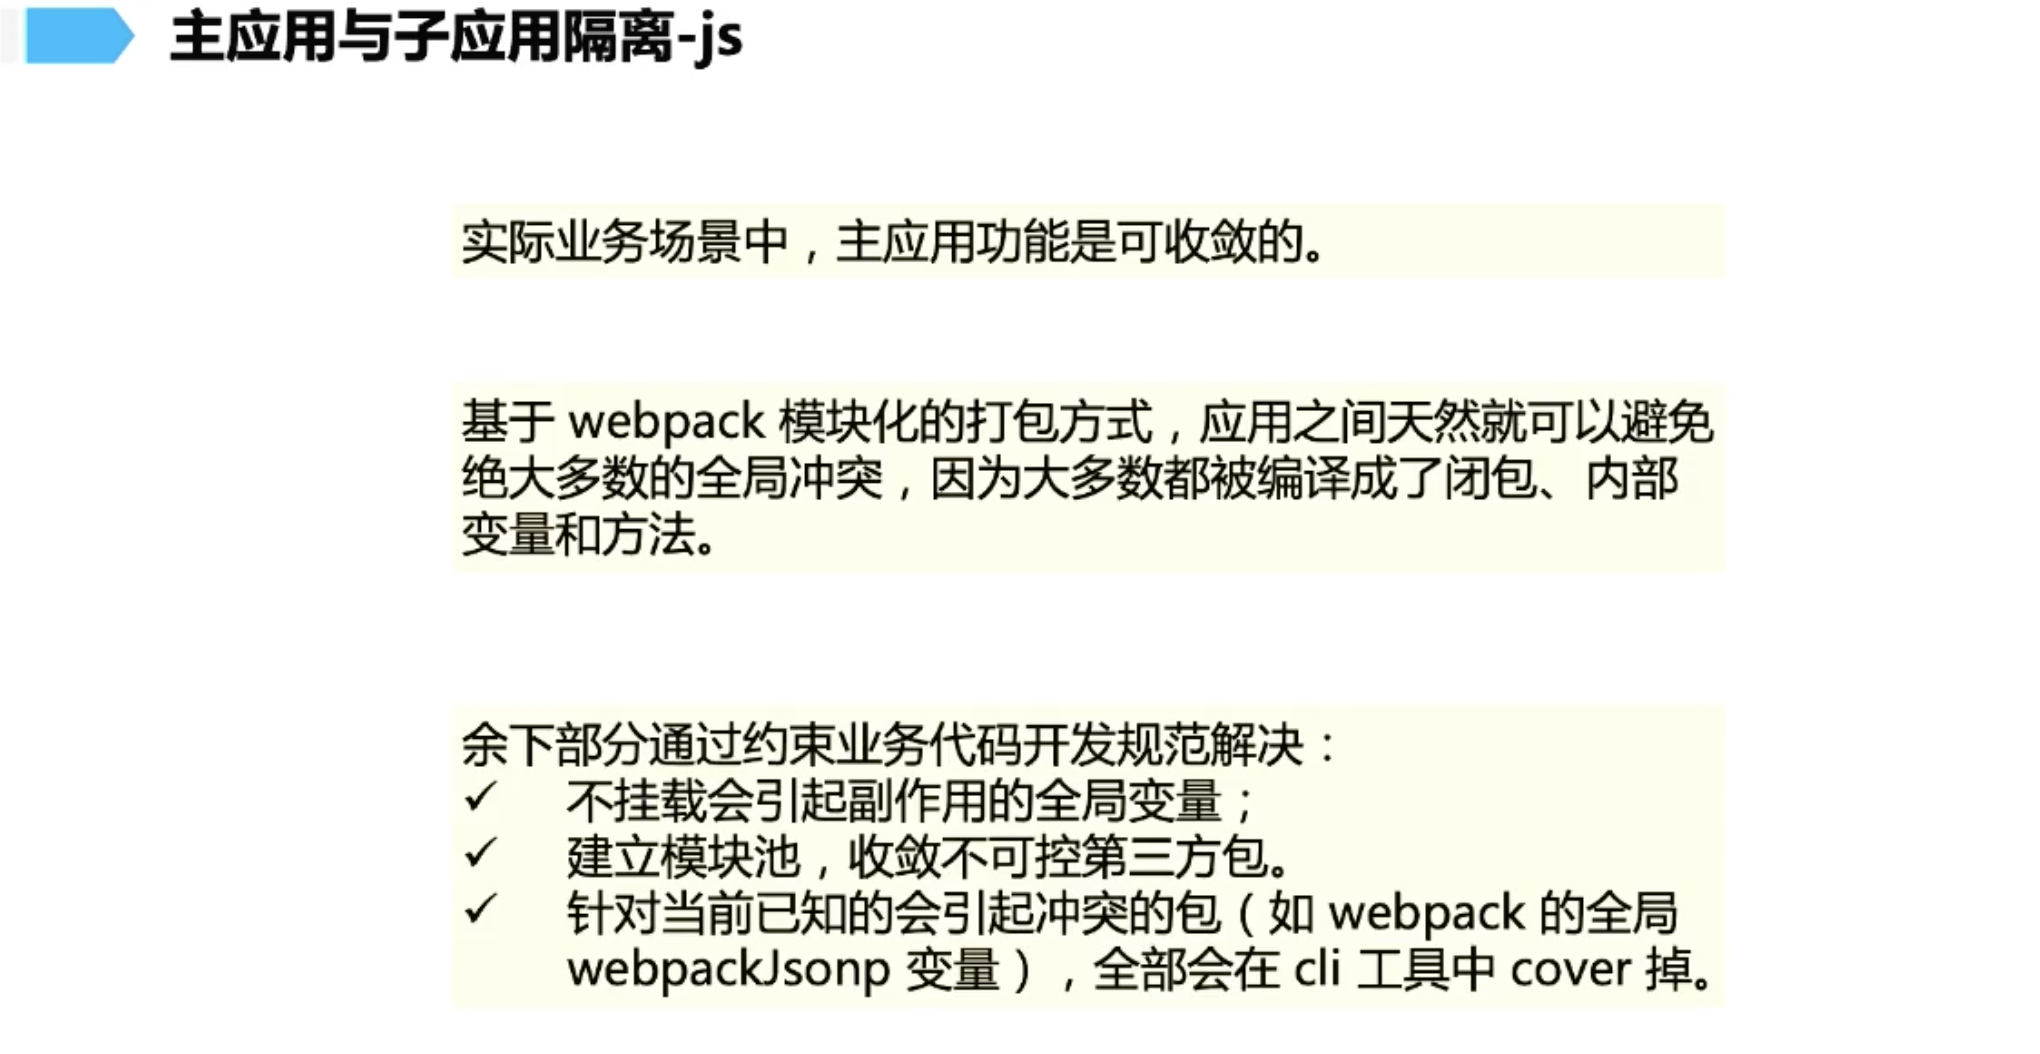 主应用与子应用隔离-js
实际业务场景中，主应用功能是可收敛的。
基于 webpack 模块化的打包方式，应用之间天然就可以避免
绝大多数的全局冲突，因为大多数都被编译成了闭包、内部
变量和方法。
余下部分通过约束业务代码开发规范解决：
✓ 不挂载会引起副作用的全局变量；
✓ 建立模块池，收敛不可控第三方包。
✓ 针对当前已知的会引起冲突的包（如 webpack 的全局
webpackJsonp 变量），全部会在 cli 工具中 cover 掉。